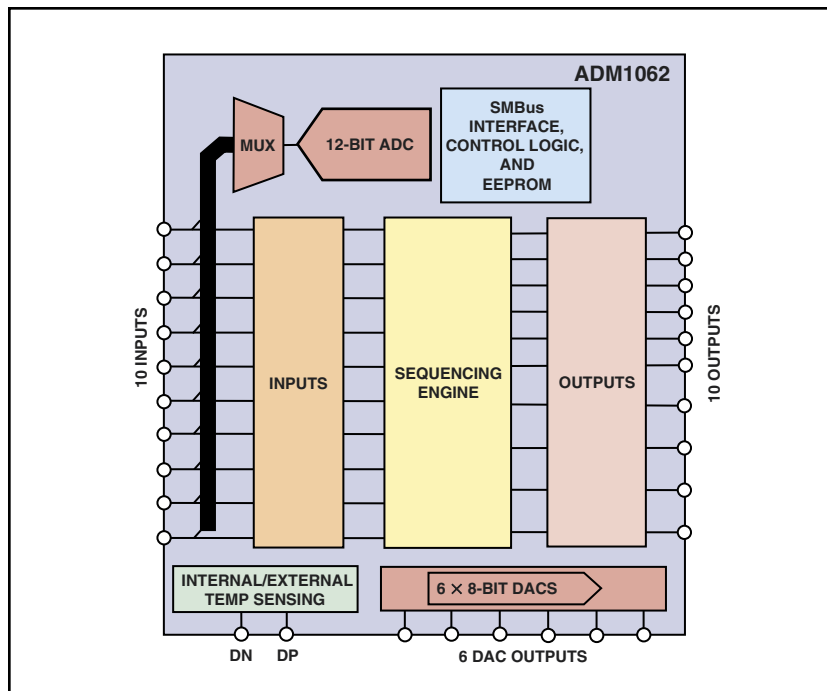 ADM1062
MUX
12-BIT ADC
SMBus
INTERFACE,
CONTROL LOGIC,
AND
EEPROM
10 INPUTS
INPUTS
SEQUENCING
ENGINE
OUTPUTS
10 OUTPUTS
INTERNAL/EXTERNAL
TEMP SENSING
6 × 8-BIT DACS
DN
DP
6 DAC OUTPUTS